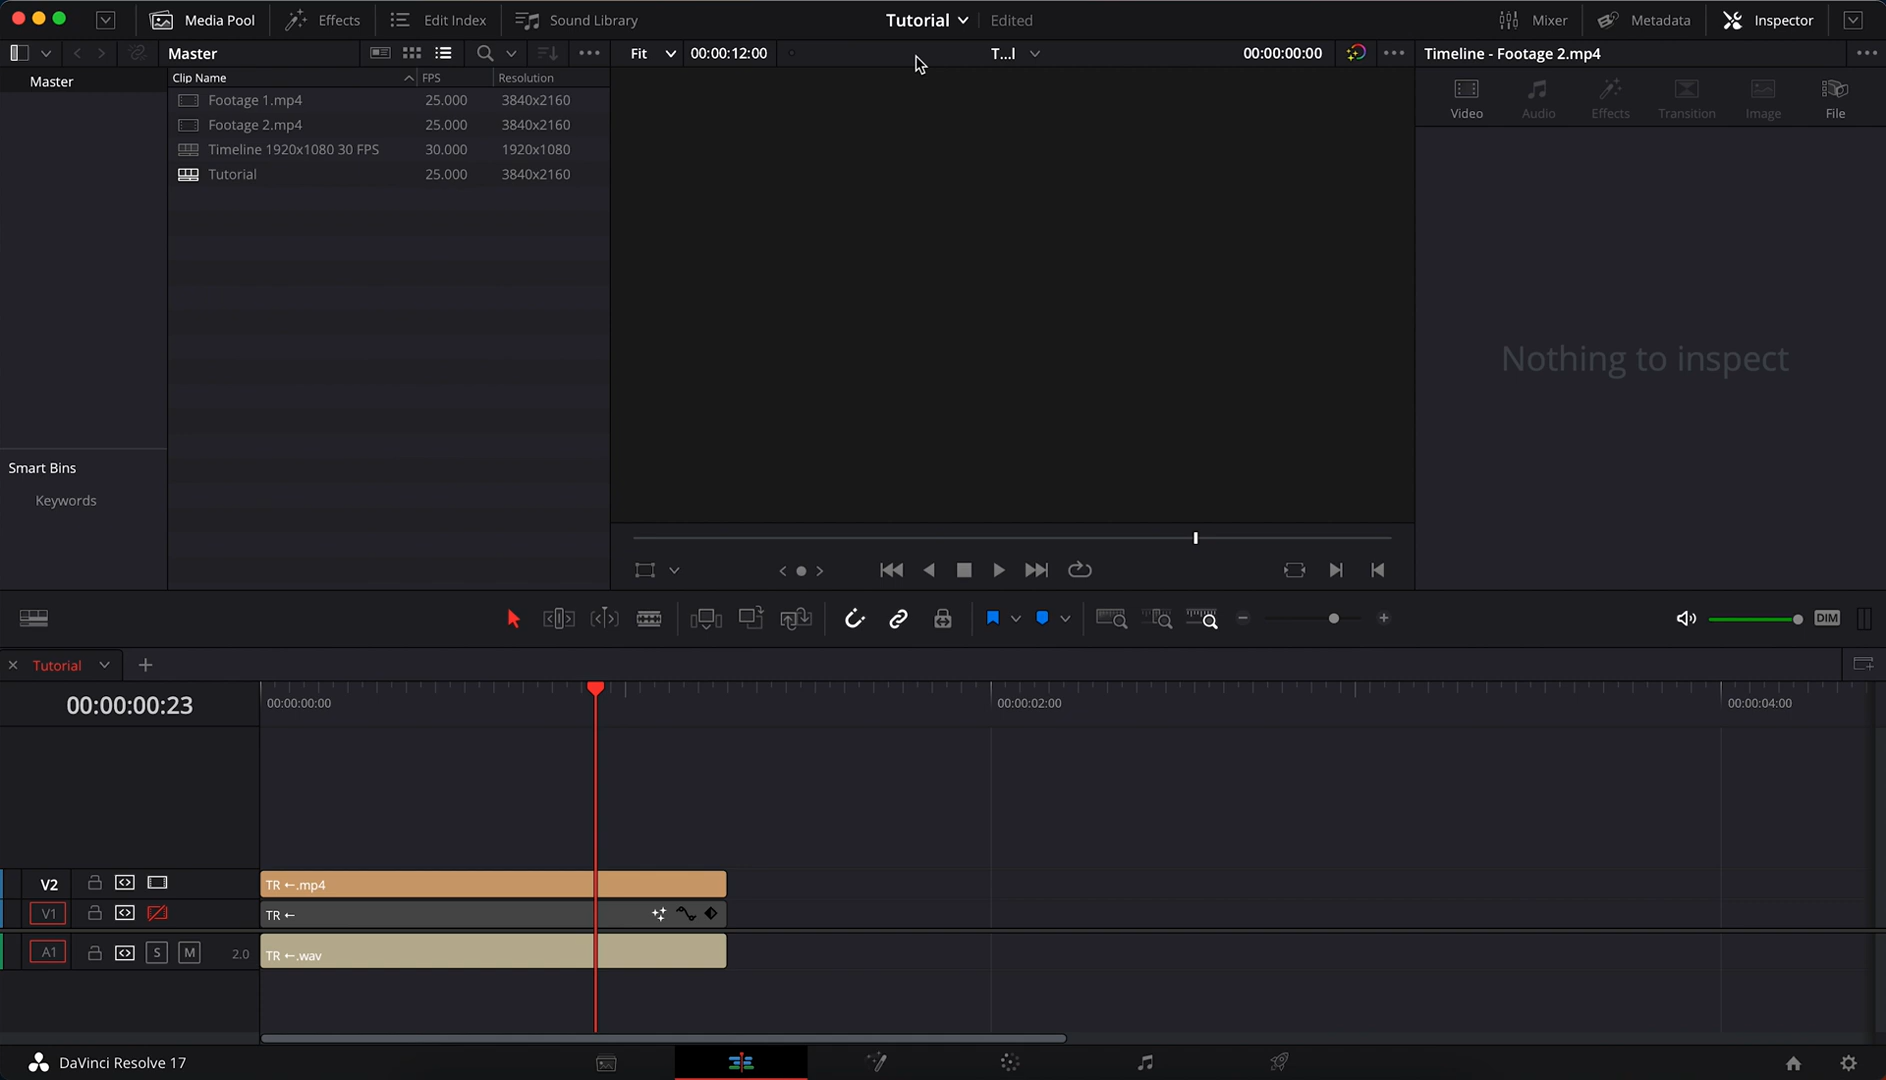 Media Pool Effects Edit Index Sound Library Tutorial Edited Mixer Metadata Inspector
Master Fit 00:00:12:00 T...l 00:00:00:00 Timeline - Footage 2.mp4
Master Clip Name FPS Resolution
Footage 1.mp4 25.000 3840x2160
Footage 2.mp4 25.000 3840x2160
Timeline 1920x1080 30 FPS 30.000 1920x1080
Tutorial 25.000 3840x2160
Video Audio Effects Transition Image File
Nothing to inspect
Smart Bins
Keywords
DIM
Tutorial
00:00:00:23 00:00:00:00 00:00:02:00 00:00:04:00
V2 TR ←.mp4
V1 TR ←
A1 S M 2.0 TR ←.wav
DaVinci Resolve 17